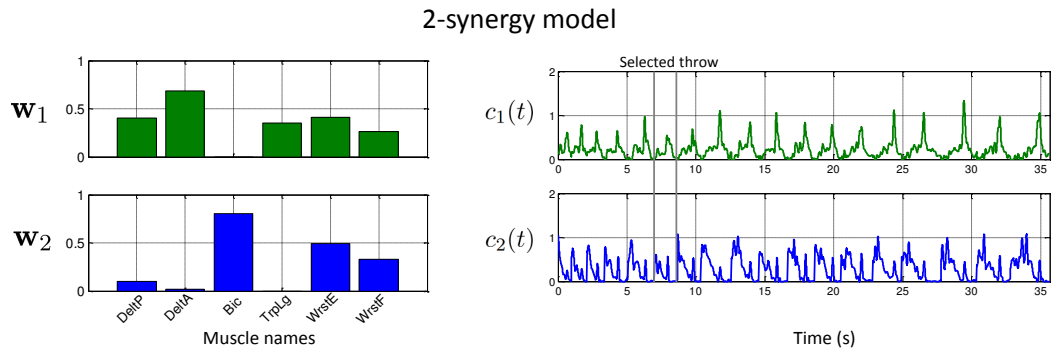 2-synergy model
w1
1
0.5
0
w2
1
0.5
0
DeltP DeltA Bic TrpLg WrstE WrstF
Muscle names
Selected throw
c1(t)
2
1
0
0 5 10 15 20 25 30 35
c2(t)
2
1
0
0 5 10 15 20 25 30 35
Time (s)